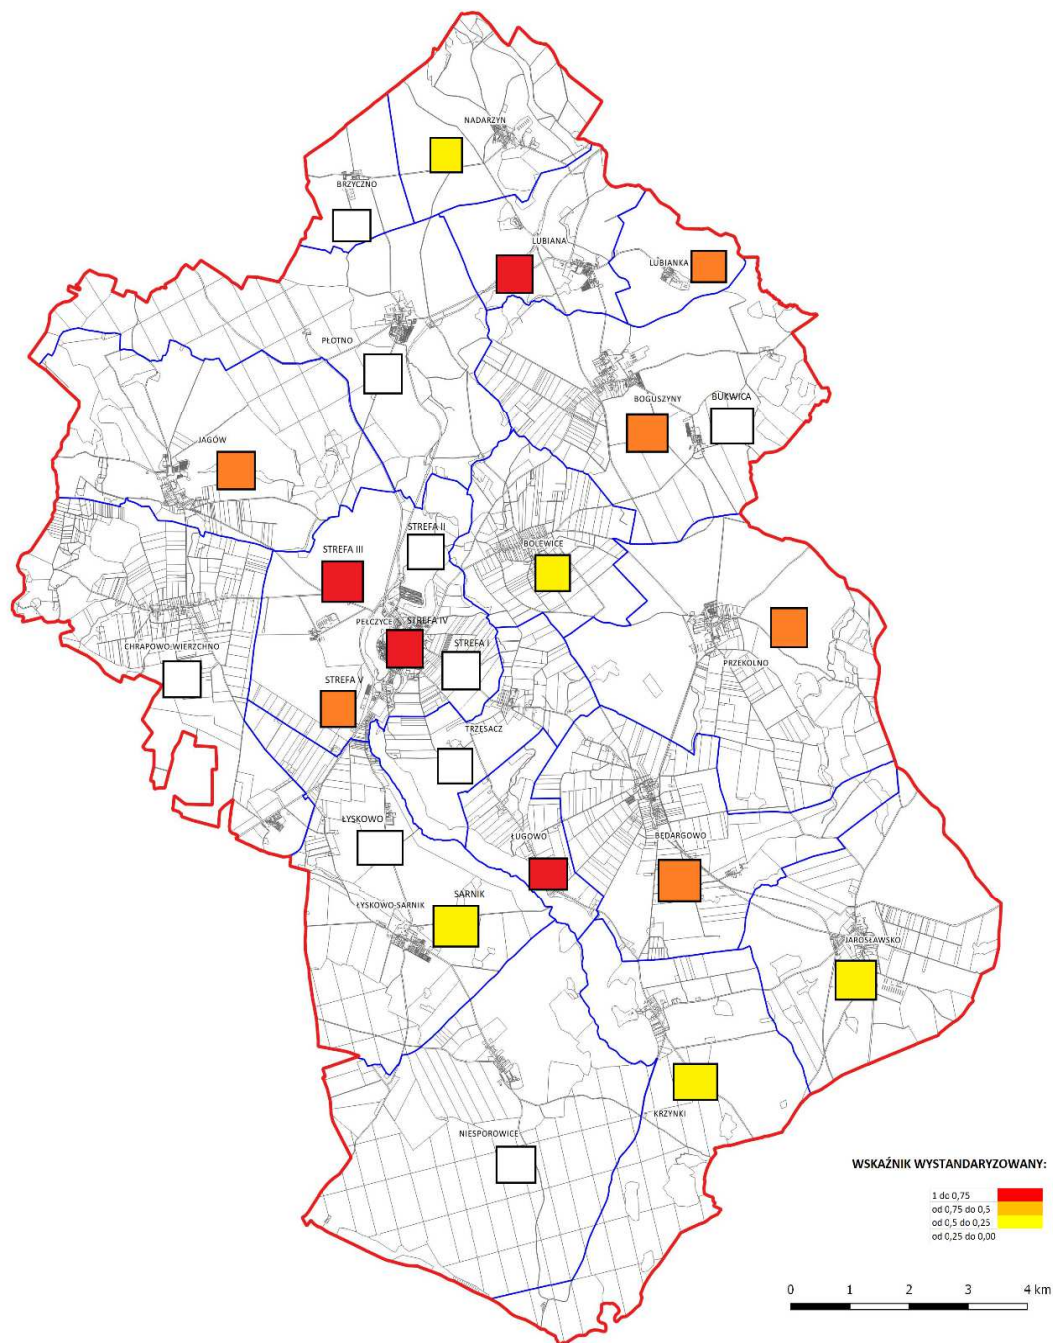 NADARZYN
BRZYCZNO
LUBIANA
LUBIANKA
PŁOTNO
BOGUSZYNY
BUKWICA
JAGÓW
STREFA II
STREFA III
BOLEWICE
PEŁCZYCE
STREFA IV
STREFA I
CHRAPOWO-WIERZCHNO
PRZEKOLNO
STREFA V
TRZĘSACZ
ŁYSKOWO
ŁUGOWO
BĘDARGOWO
SARNIK
ŁYSKOWO-SARNIK
JAROSŁAWSKO
KRZYNKI
NIESPOROWICE
WSKAŹNIK WYSTANDARYZOWANY:
1 do 0,75
od 0,75 do 0,5
od 0,5 do 0,25
od 0,25 do 0,00
0 1 2 3 4 km